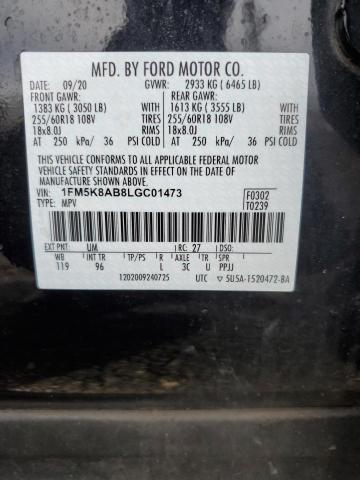 MFD. BY FORD MOTOR CO.
DATE: 09/20 GVWR: 2933 KG ( 6465 LB)
FRONT GAWR: REAR GAWR:
1383 KG ( 3050 LB) WITH 1613 KG ( 3555 LB) WITH
255/60R18 108V TIRES 255/60R18 108V TIRES
18x8.0J RIMS 18x8.0J RIMS
AT 250 kPa/ 36 PSI COLD AT 250 kPa/ 36 PSI COLD
THIS VEHICLE CONFORMS TO ALL APPLICABLE FEDERAL MOTOR
VEHICLE SAFETY AND BUMPER STANDARDS IN EFFECT ON THE DATE
OF MANUFACTURE SHOWN ABOVE.
VIN: 1FM5K8AB8LGC01473
TYPE: MPV
F0302
T0239
EXT PNT: UM RC: 27 DSO:
WB INT TR TP/PS R AXLE TR SPR
119 96 L 3C U PPJJ
1202009240725 UTC 5U5A-1520472-BA